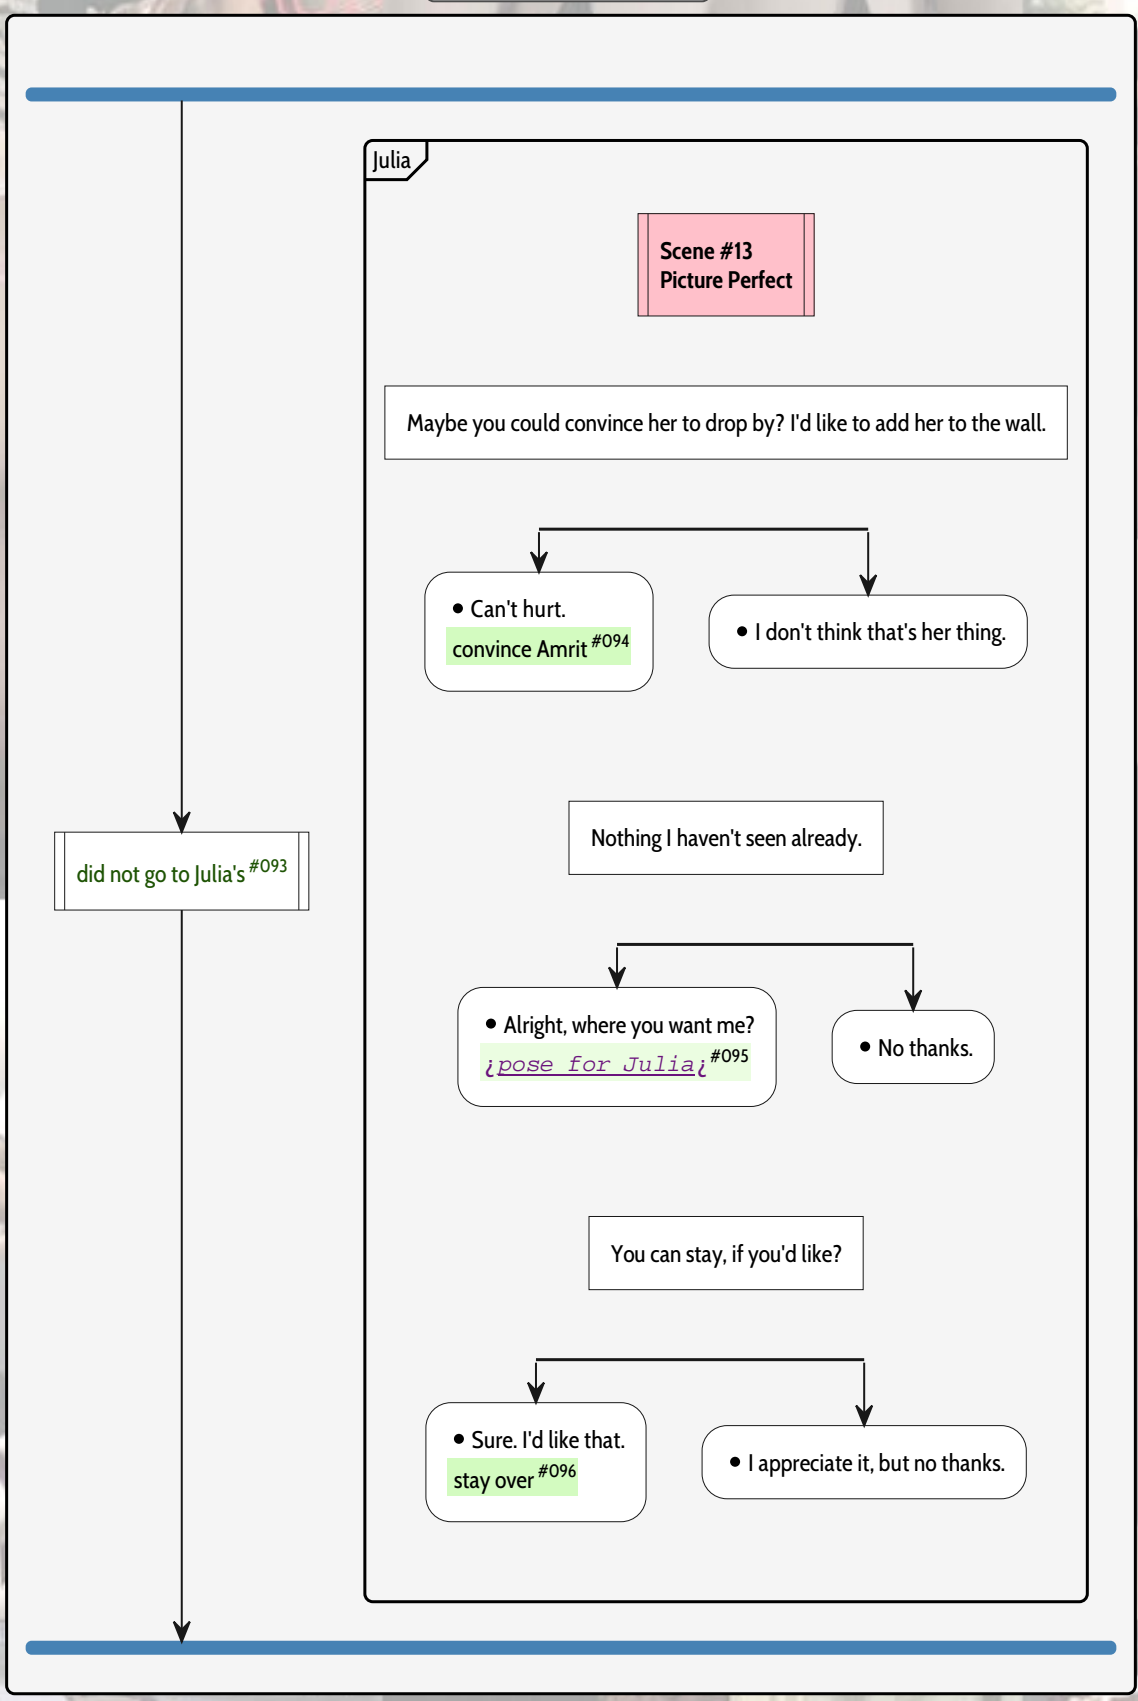 Julia
Scene #13
Picture Perfect
Maybe you could convince her to drop by? I'd like to add her to the wall.
• Can't hurt.
convince Amrit #094
• I don't think that's her thing.
Nothing I haven't seen already.
did not go to Julia's #093
• Alright, where you want me?
¿pose for Julia¿ #095
• No thanks.
You can stay, if you'd like?
• Sure. I'd like that.
stay over #096
• I appreciate it, but no thanks.